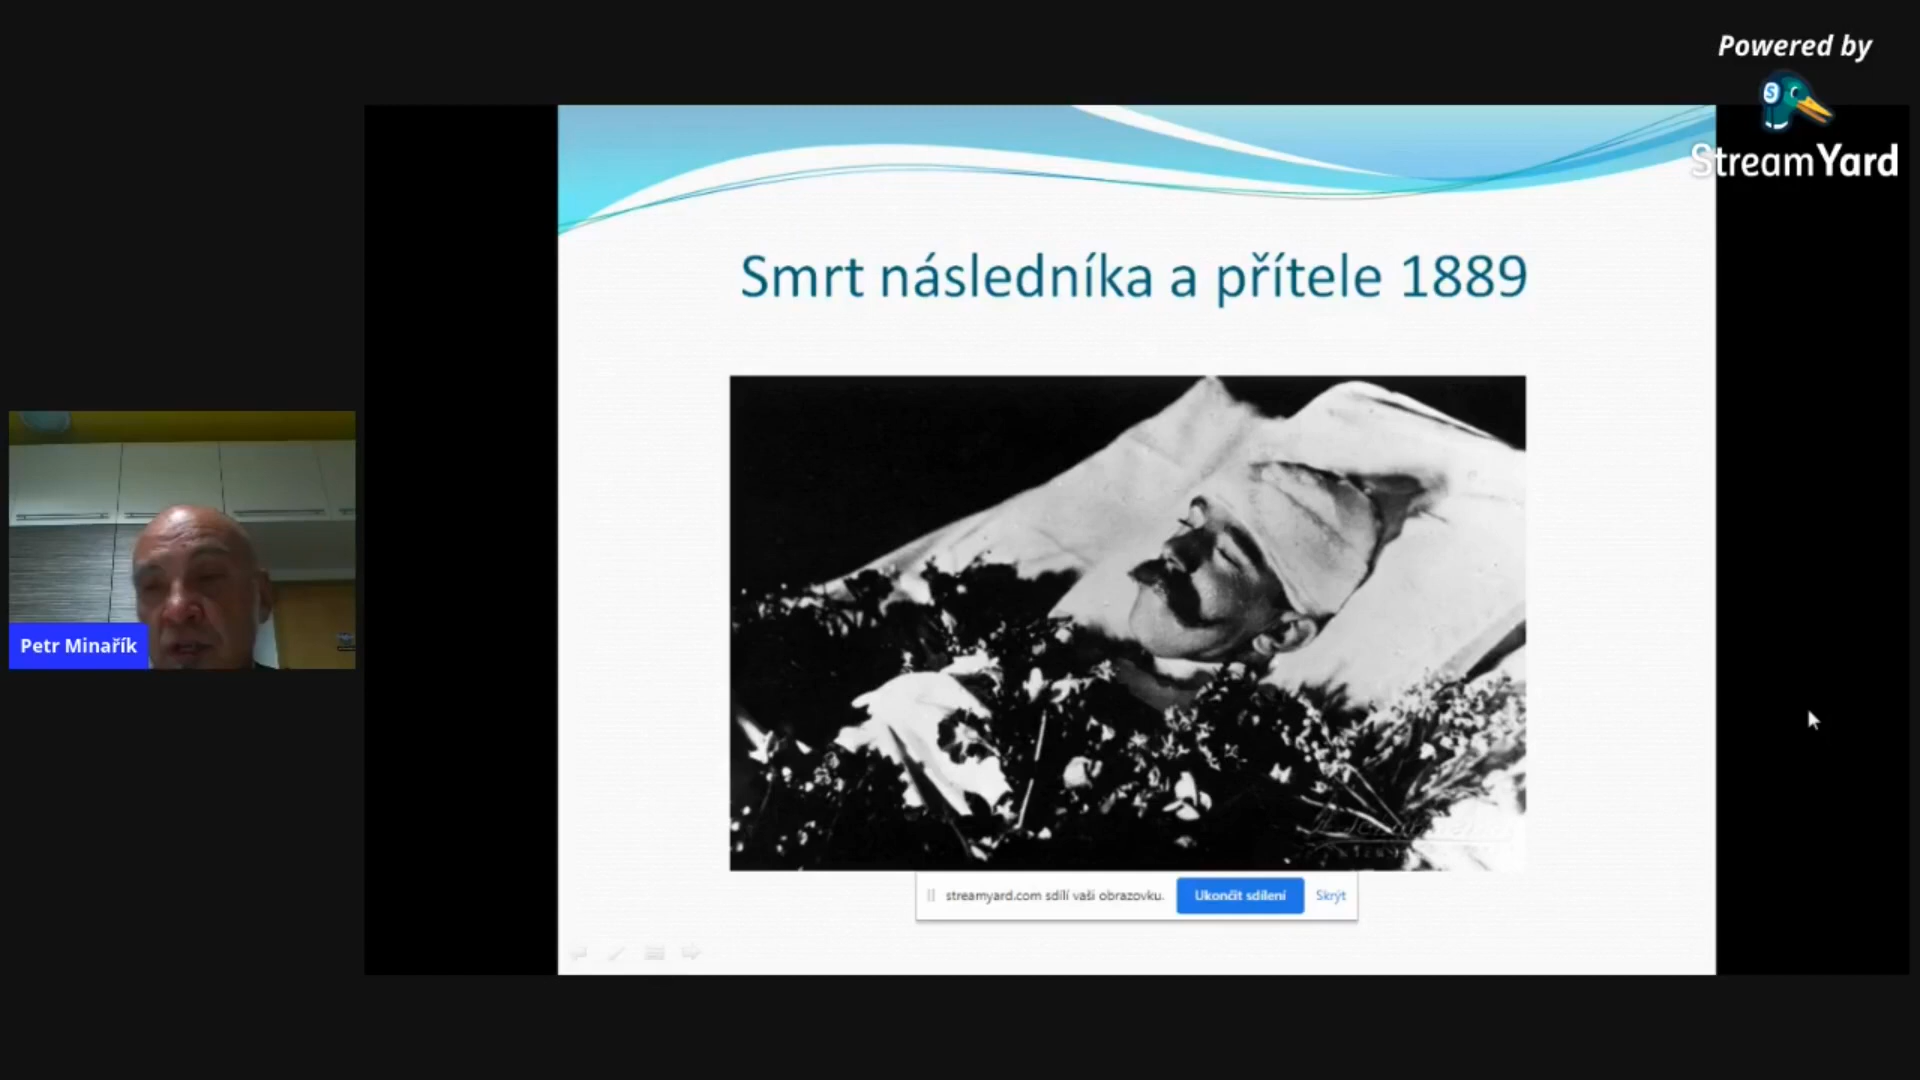 Powered by
StreamYard
Smrt následníka a přítele 1889
Petr Minařík
streamyard.com sdílí vaši obrazovku.
Ukončit sdílení
Skrýt